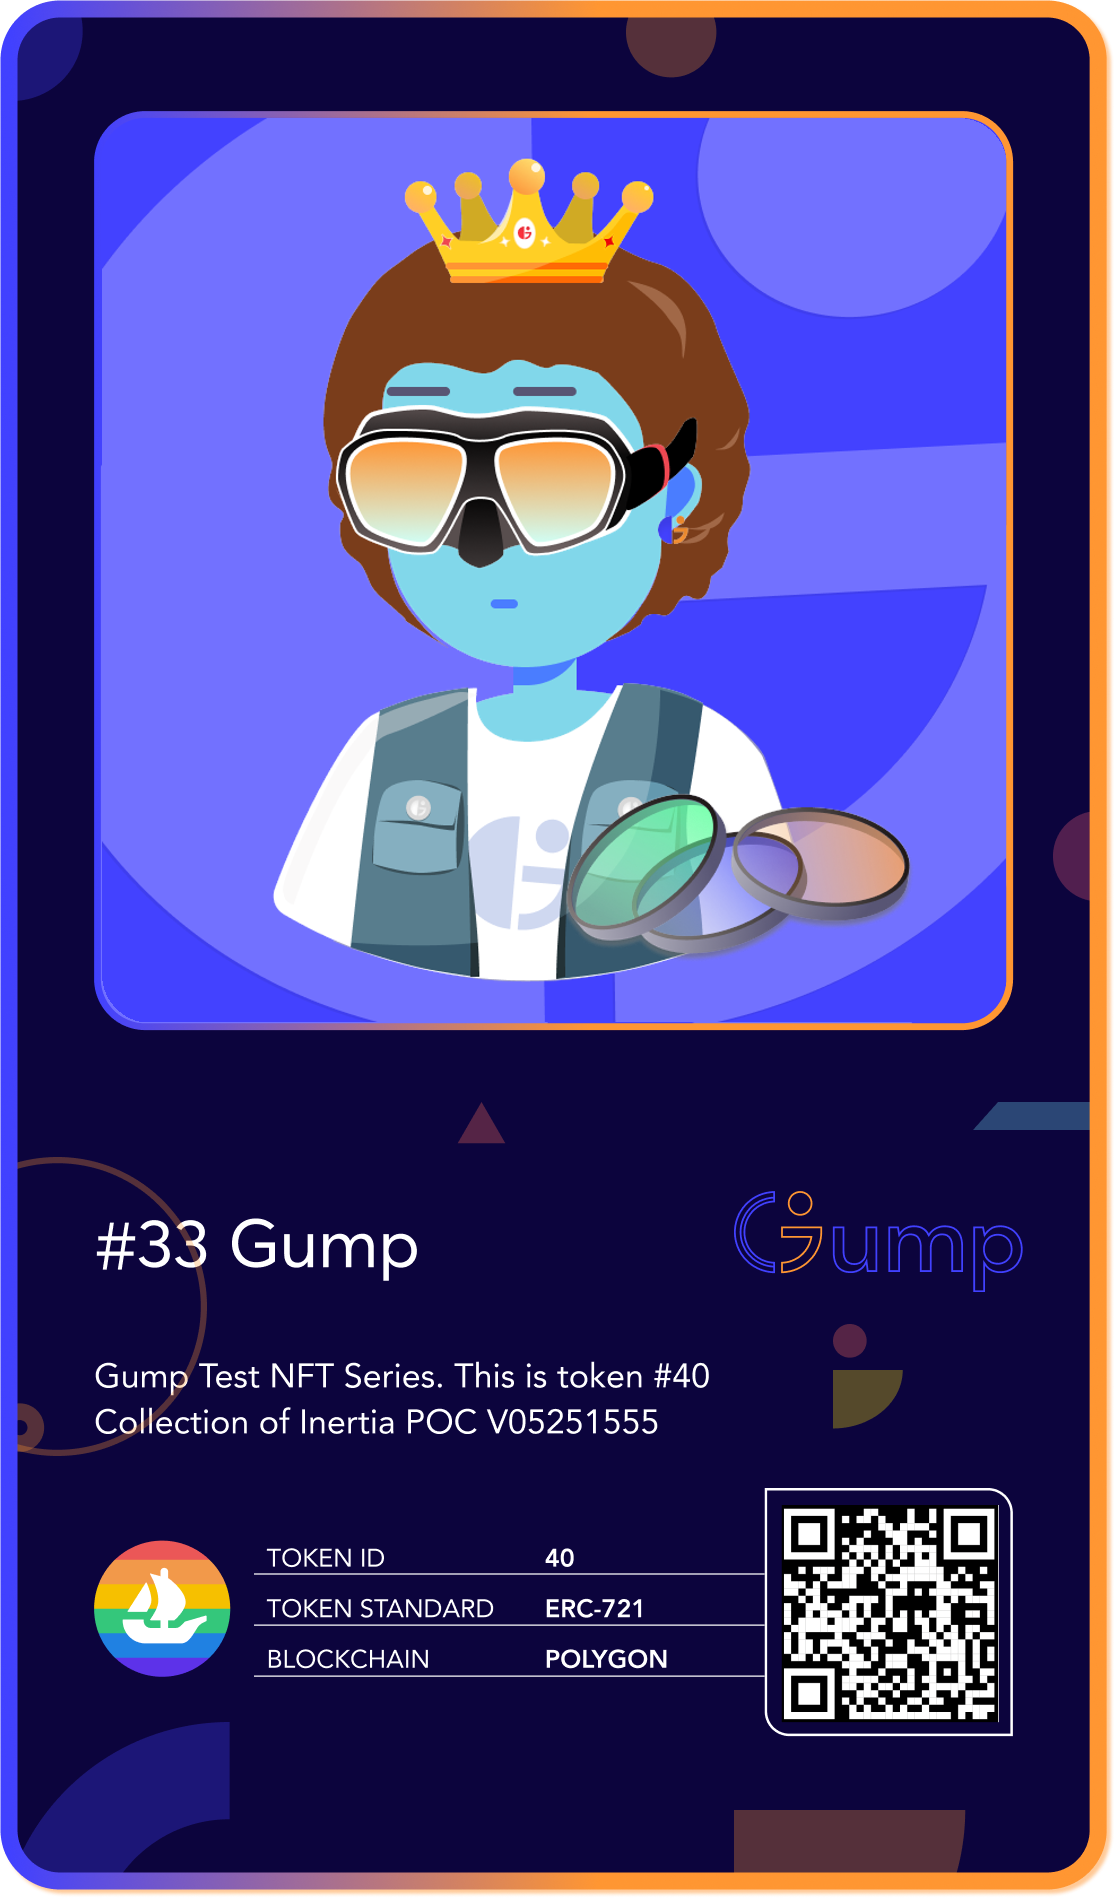 #33 Gump
Gump
Gump Test NFT Series. This is token #40
Collection of Inertia POC V05251555
TOKEN ID 40
TOKEN STANDARD ERC-721
BLOCKCHAIN POLYGON